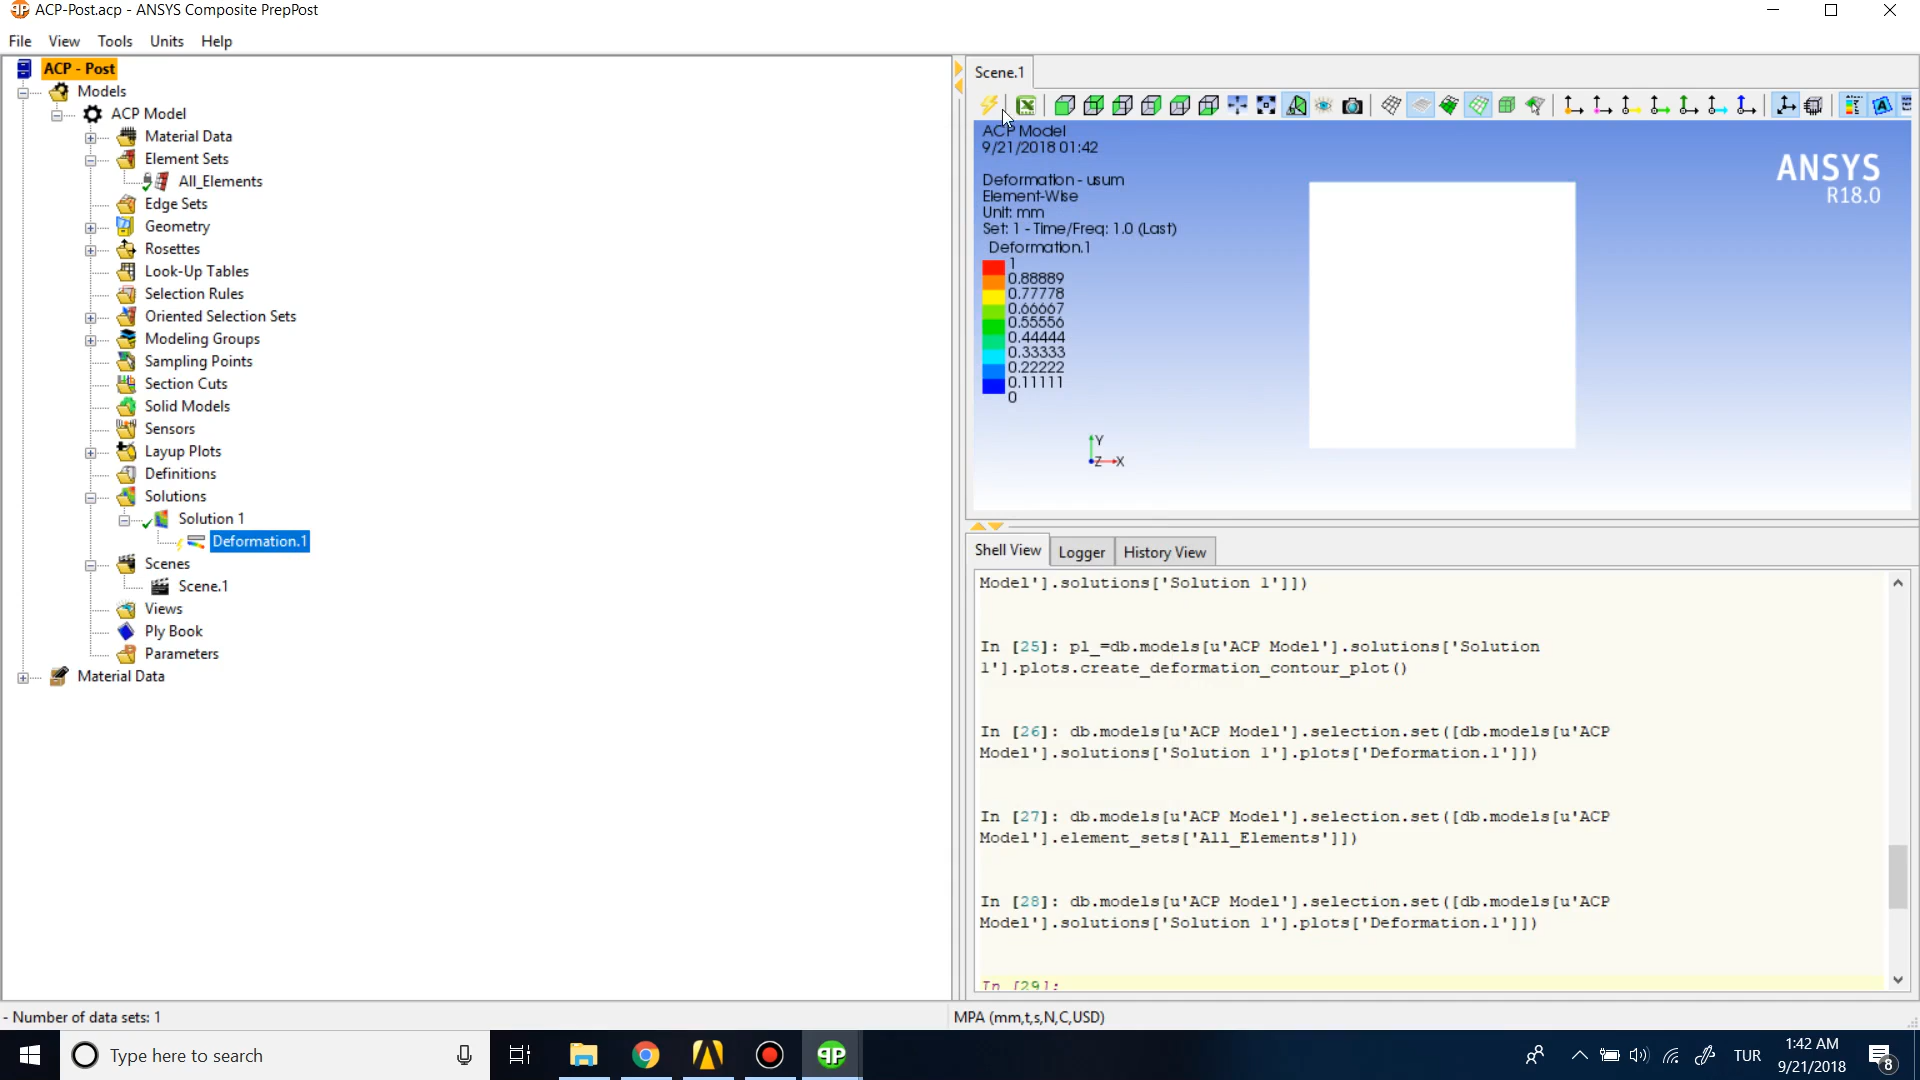 ACP-Post.acp - ANSYS Composite PrepPost
File View Tools Units Help
ACP - Post
Models
ACP Model
Material Data
Element Sets
All_Elements
Edge Sets
Geometry
Rosettes
Look-Up Tables
Selection Rules
Oriented Selection Sets
Modeling Groups
Sampling Points
Section Cuts
Solid Models
Sensors
Layup Plots
Definitions
Solutions
Solution 1
Deformation.1
Scenes
Scene.1
Views
Ply Book
Parameters
Material Data
Scene.1
ACP Model
9/21/2018 01:42
Deformation - usum
Element-Wise
Unit: mm
Set: 1 - Time/Freq: 1.0 (Last)
Deformation.1
1
0.88889
0.77778
0.66667
0.55556
0.44444
0.33333
0.22222
0.11111
0
ANSYS
R18.0
Y
Z X
Shell View Logger History View
Model'].solutions['Solution 1']])
In [25]: pl_=db.models[u'ACP Model'].solutions['Solution
1'].plots.create_deformation_contour_plot()
In [26]: db.models[u'ACP Model'].selection.set([db.models[u'ACP
Model'].solutions['Solution 1'].plots['Deformation.1']])
In [27]: db.models[u'ACP Model'].selection.set([db.models[u'ACP
Model'].element_sets['All_Elements']])
In [28]: db.models[u'ACP Model'].selection.set([db.models[u'ACP
Model'].solutions['Solution 1'].plots['Deformation.1']])
In [29]:
- Number of data sets: 1
MPA (mm,t,s,N,C,USD)
Type here to search
TUR
1:42 AM
9/21/2018
8